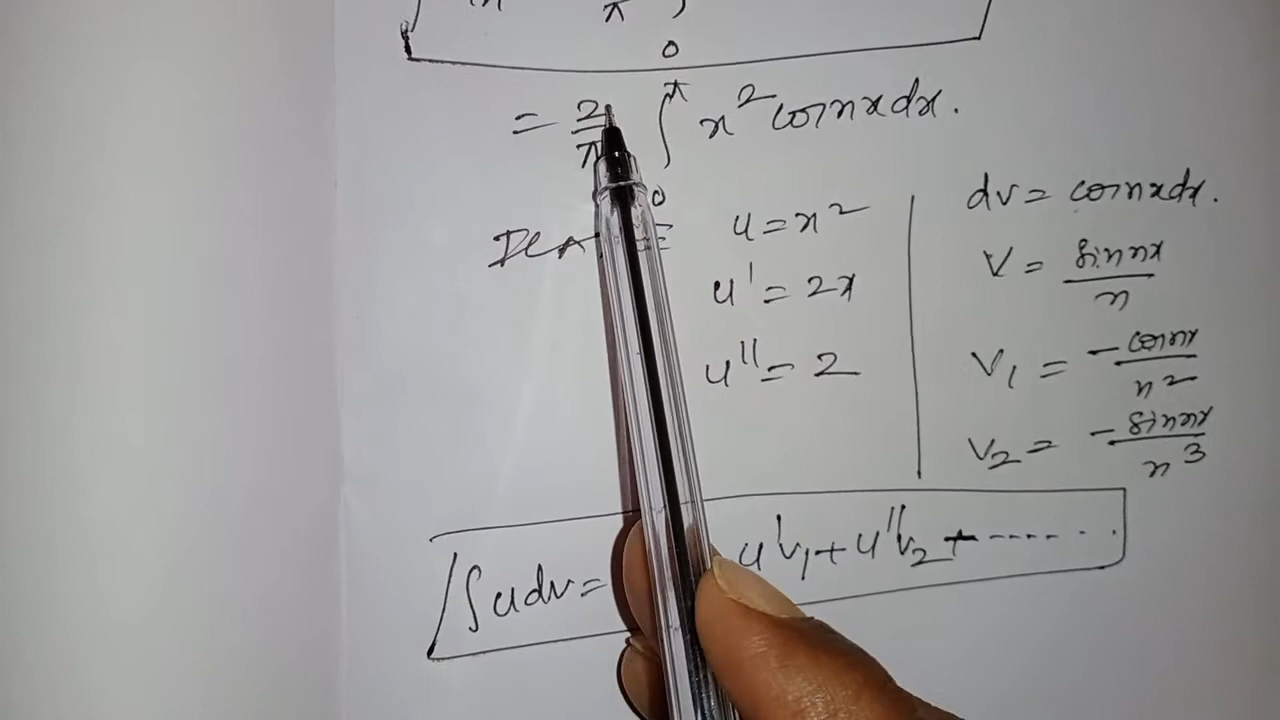 π 0
= 2/π ∫₀^π x² cos nx dx.
u = x² | dv = cos nx dx.
u' = 2x | V = sin nx / n
u'' = 2 | V₁ = - cos nx / n²
V₂ = - sin nx / n³
∫ u dv = u'v₁ + u''v₂ + ------